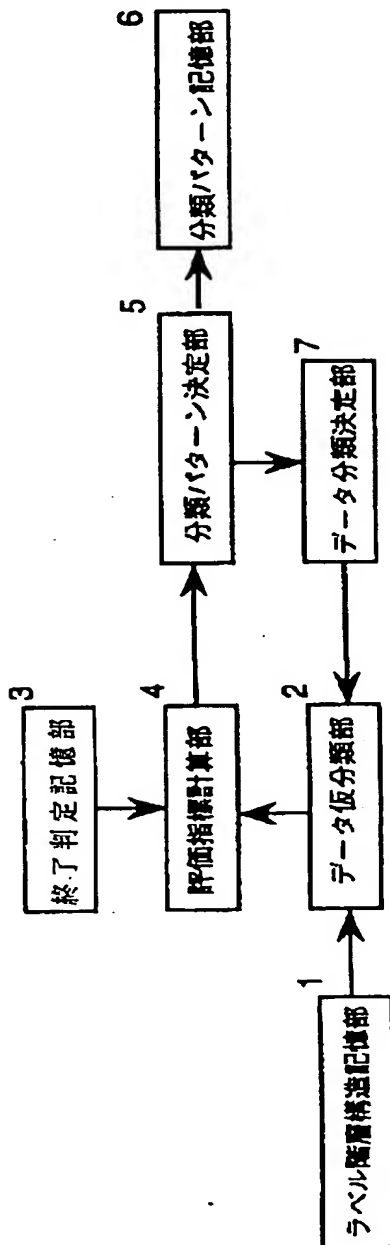 3
終了判定記憶部
4
評価指標計算部
5
分類パターン決定部
6
分類パターン記憶部
1
ラベル階層構造記憶部
2
データ仮分類部
7
データ分類決定部